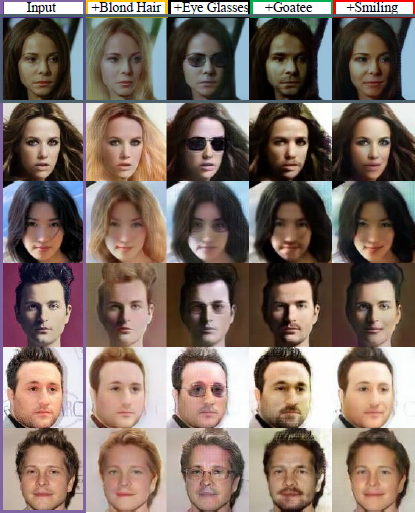 Input +Blond Hair +Eye Glasses +Goatee +Smiling